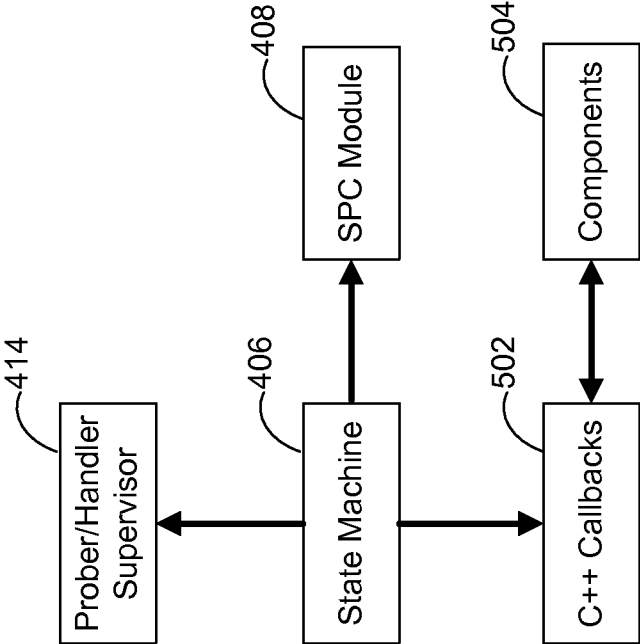 414
Prober/Handler
Supervisor
406
State Machine
408
SPC Module
502
C++ Callbacks
504
Components